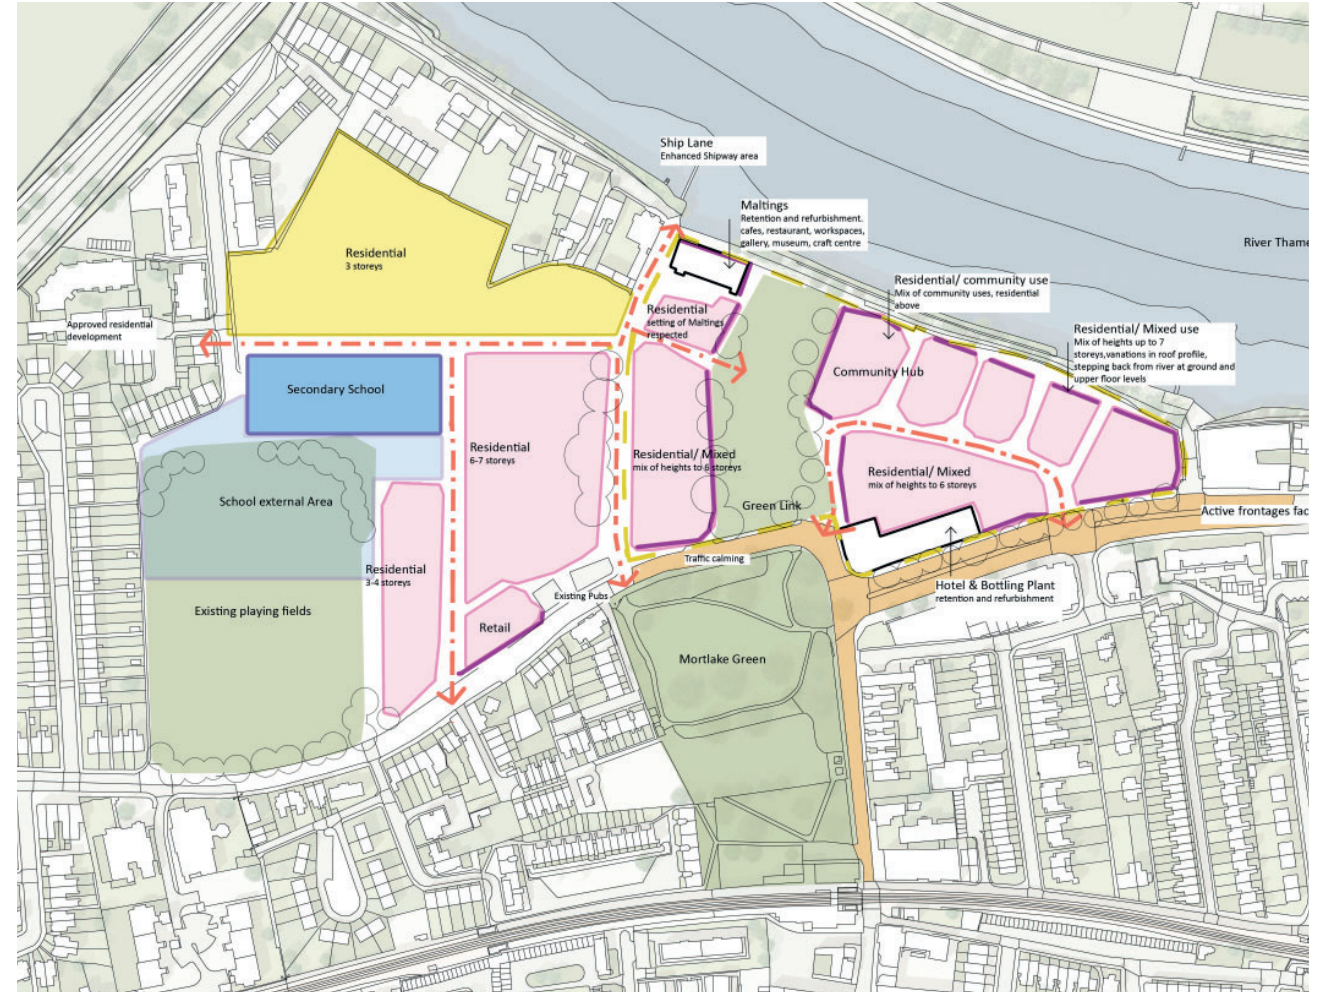 Ship Lane
Enhanced Shipway area
Maltings
Retention and refurbishment.
cafes, restaurant, workspaces,
gallery, museum, craft centre
River Thame
Residential
3 storeys
Residential/ community use
Mix of community uses, residential
above
Residential
setting of Maltings
respected
Approved residential
development
Residential/ Mixed use
Mix of heights up to 7
storeys,vanations in roof profile,
stepping back from river at ground and
upper floor levels
Community Hub
Secondary School
Residential
6-7 storeys
Residential/ Mixed
mix of heights to 6 storeys
Residential/ Mixed
mix of heights to 6 storeys
School external Area
Green Link
Active frontages fac
Traffic calming
Residential
3-4 storeys
Hotel & Bottling Plant
retention and refurbishment
Existing Pubs
Existing playing fields
Retail
Mortlake Green